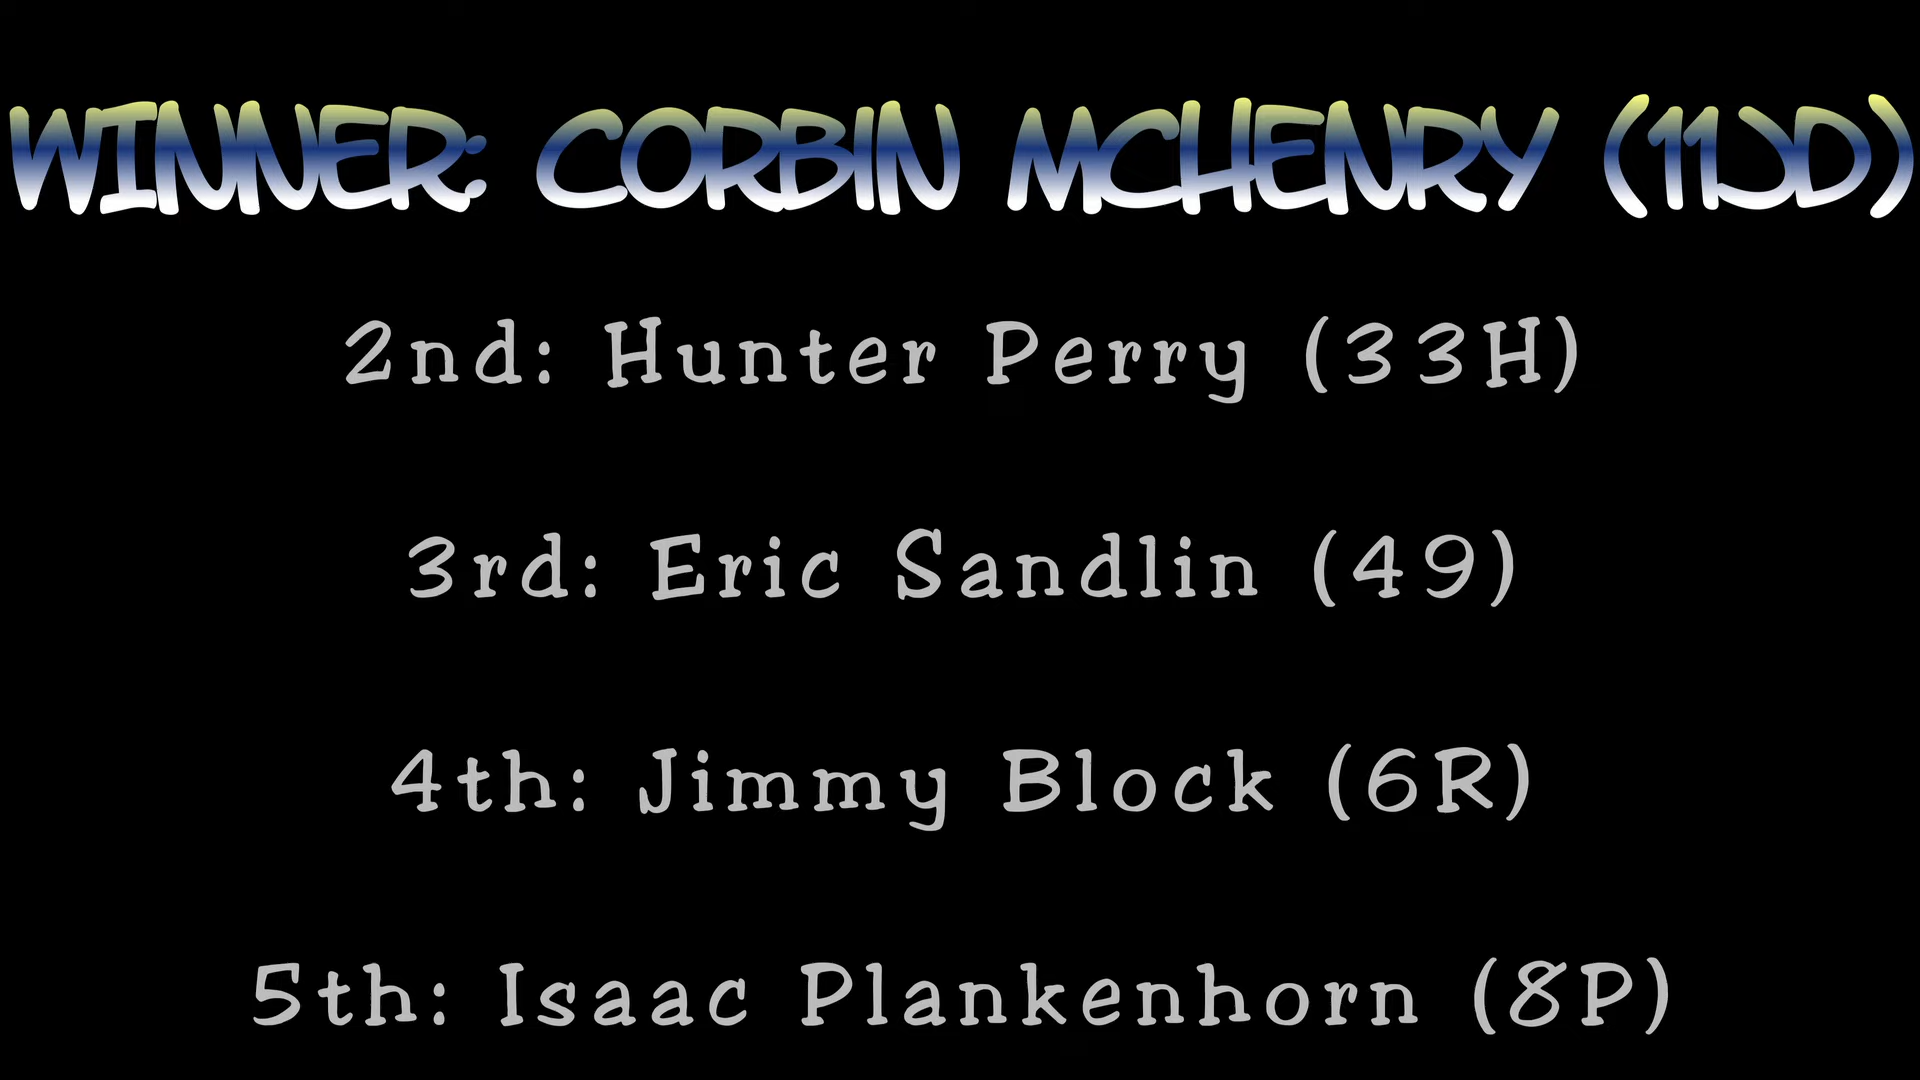 WINNER: CORBIN MCHENRY (11JD)
2nd: Hunter Perry (33H)
3rd: Eric Sandlin (49)
4th: Jimmy Block (6R)
5th: Isaac Plankenhorn (8P)